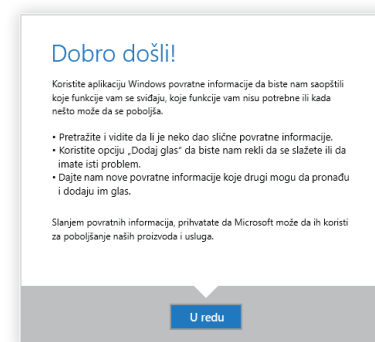 Dobro došli!
Koristite aplikaciju Windows povratne informacije da biste nam saopštili
koje funkcije vam se sviđaju, koje funkcije vam nisu potrebne ili kada
nešto može da se poboljša.
• Pretražite i vidite da li je neko dao slične povratne informacije.
• Koristite opciju „Dodaj glas“ da biste nam rekli da se slažete ili da
imate isti problem.
• Dajte nam nove povratne informacije koje drugi mogu da pronađu
i dodaju im glas.
Slanjem povratnih informacija, prihvatate da Microsoft može da ih koristi
za poboljšanje naših proizvoda i usluga.
U redu